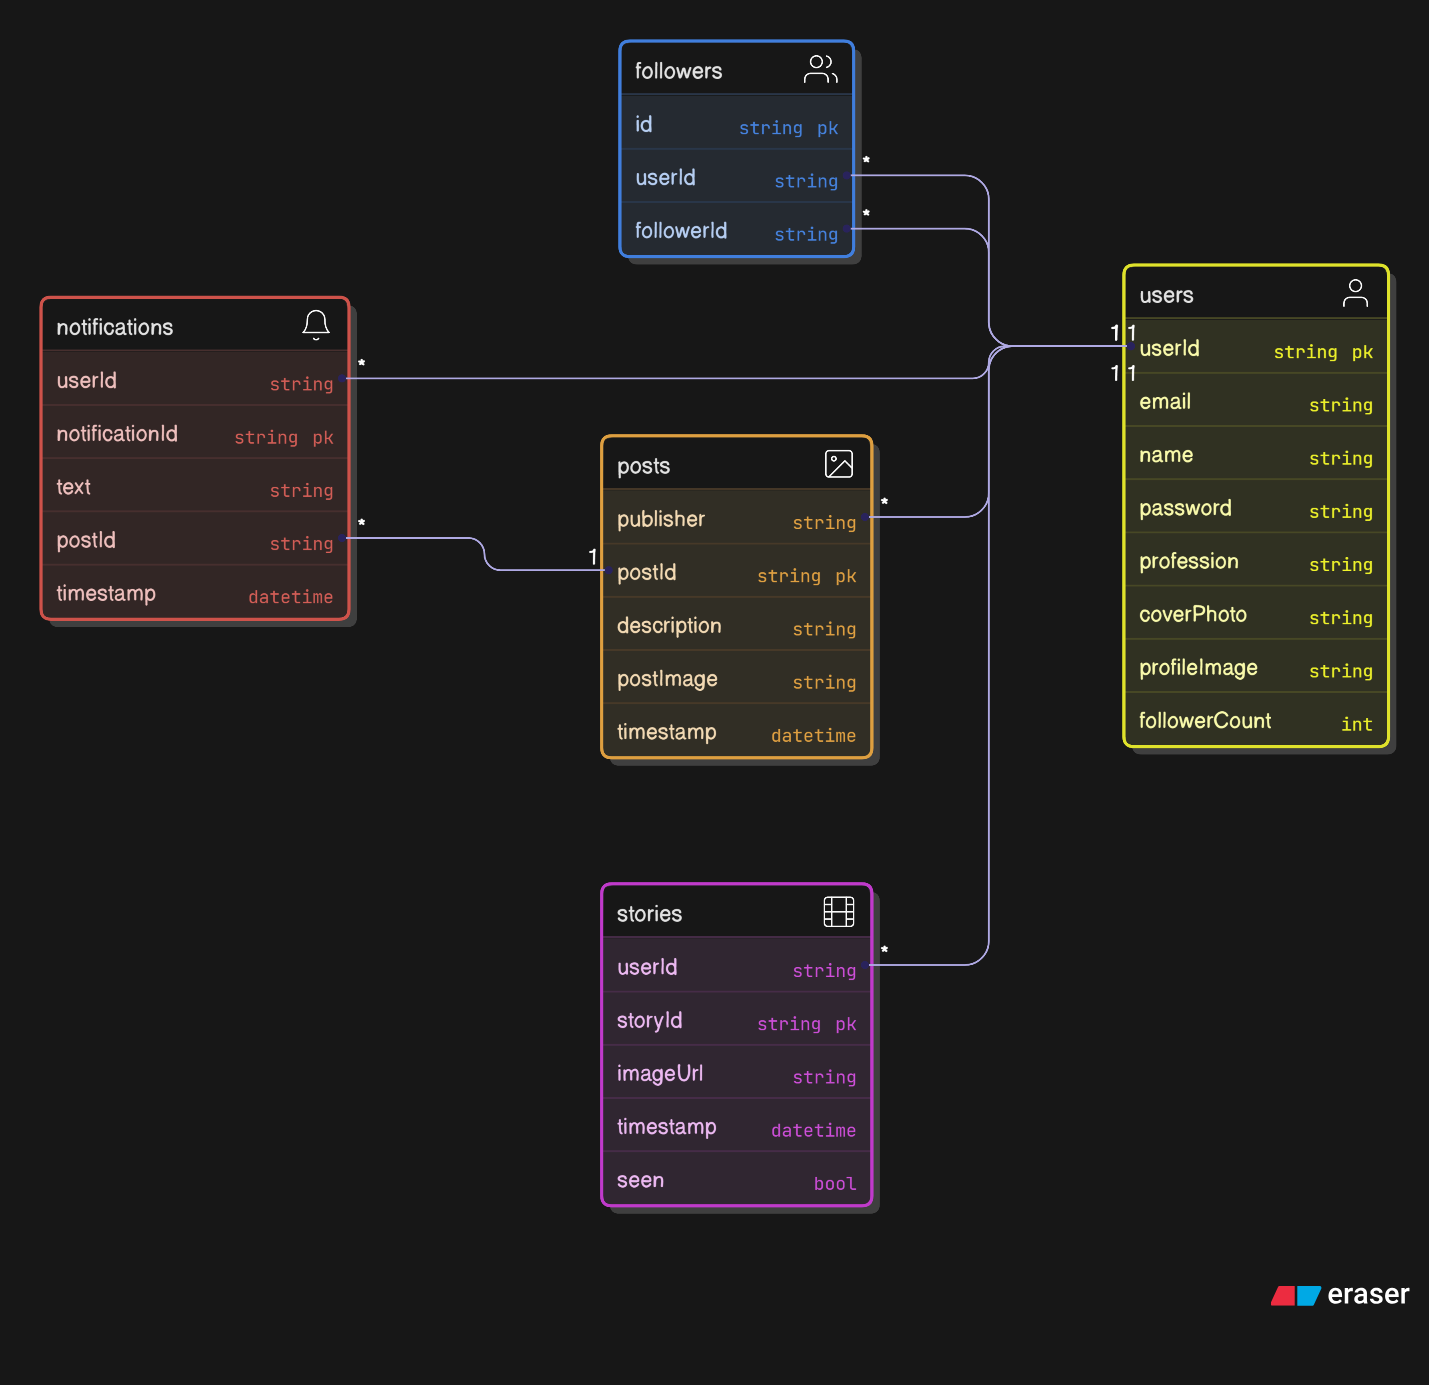 followers
id string pk
*
userId string
*
followerId string
users
1 1
userId string pk
1 1
email string
name string
password string
profession string
coverPhoto string
profileImage string
followerCount int
notifications
*
userId string
notificationId string pk
text string
*
postId string
timestamp datetime
posts
*
publisher string
1
postId string pk
description string
postImage string
timestamp datetime
stories
*
userId string
storyId string pk
imageUrl string
timestamp datetime
seen bool
eraser